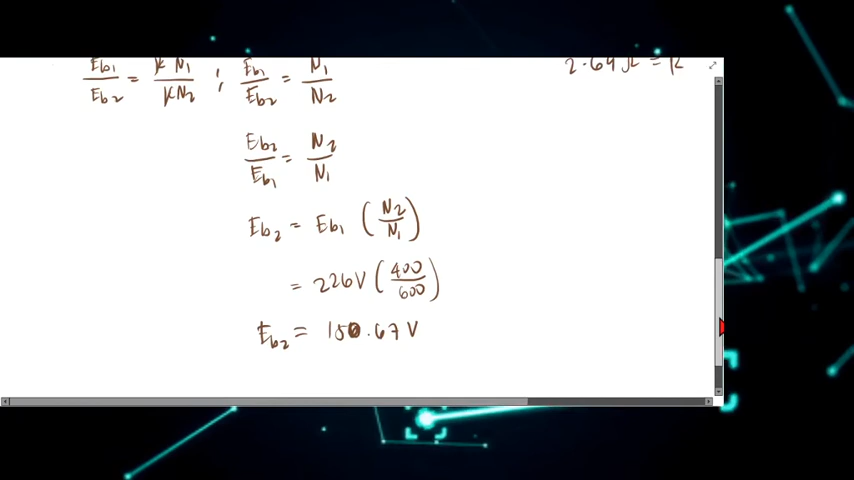 Eb1/Eb2 = KN1/KN2 ; Eb1/Eb2 = N1/N2
2.64 Ω = R
Eb2/Eb1 = N2/N1
Eb2 = Eb1 (N2/N1)
= 226V (400/600)
Eb2 = 150.67 V